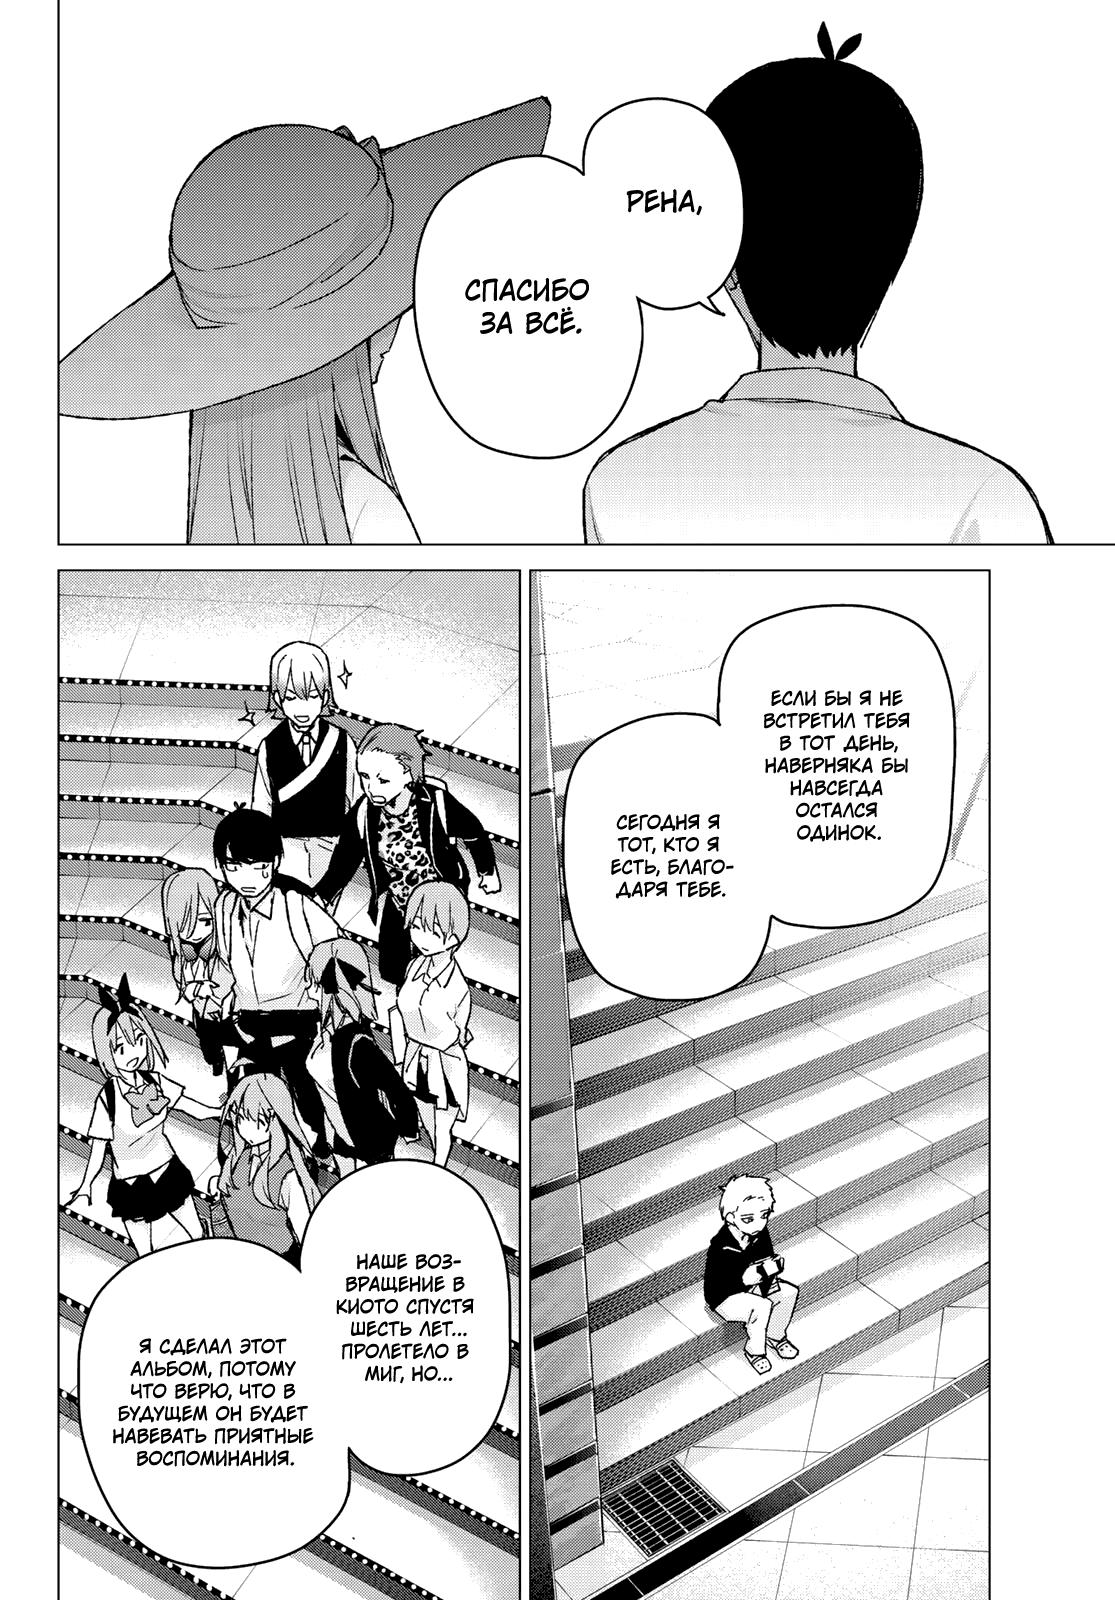 РЕНА,
СПАСИБО
ЗА ВСЁ.
ЕСЛИ БЫ Я НЕ
ВСТРЕТИЛ ТЕБЯ
В ТОТ ДЕНЬ,
НАВЕРНЯКА БЫ
НАВСЕГДА
ОСТАЛСЯ
ОДИНОК.
СЕГОДНЯ Я
ТОТ, КТО Я
ЕСТЬ, БЛАГО-
ДАРЯ ТЕБЕ.
НАШЕ ВОЗ-
ВРАЩЕНИЕ В
КИОТО СПУСТЯ
ШЕСТЬ ЛЕТ...
ПРОЛЕТЕЛО В
МИГ, НО...
Я СДЕЛАЛ ЭТОТ
АЛЬБОМ, ПОТОМУ
ЧТО ВЕРЮ, ЧТО В
БУДУЩЕМ ОН БУДЕТ
НАВЕВАТЬ ПРИЯТНЫЕ
ВОСПОМИНАНИЯ.